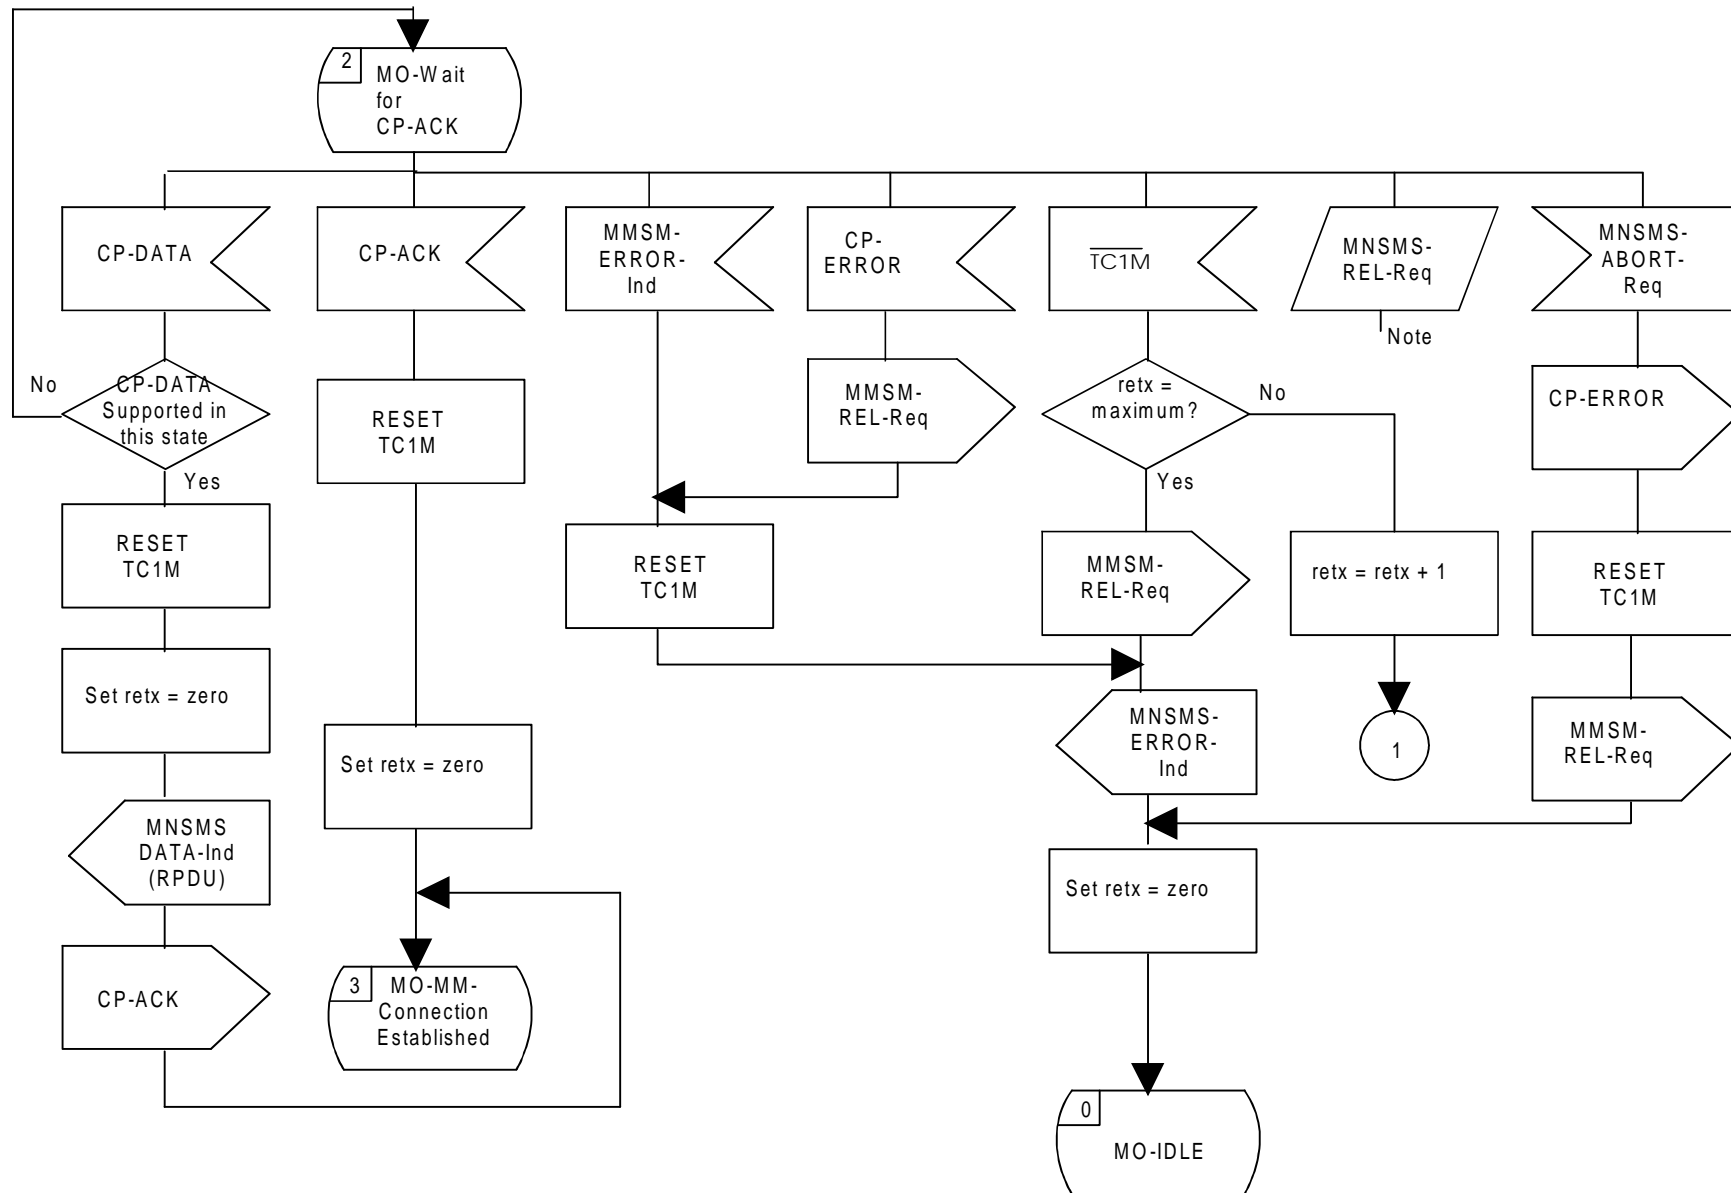 2
MO-Wait
for
CP-ACK
CP-DATA
CP-ACK
MMSM-
ERROR-
Ind
CP-
ERROR
TC1M
MNSMS-
REL-Req
MNSMS-
ABORT-
Req
Note
No
CP-DATA
Supported in
this state
Yes
RESET
TC1M
MMSM-
REL-Req
retx =
maximum?
No
Yes
CP-ERROR
RESET
TC1M
RESET
TC1M
MMSM-
REL-Req
retx = retx + 1
RESET
TC1M
Set retx = zero
Set retx = zero
MNSMS-
ERROR-
Ind
1
MMSM-
REL-Req
MNSMS
DATA-Ind
(RPDU)
Set retx = zero
CP-ACK
3
MO-MM-
Connection
Established
0
MO-IDLE